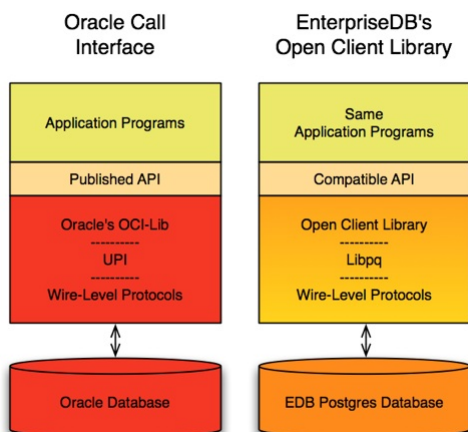 Oracle Call
Interface
Application Programs
Published API
Oracle's OCI-Lib
----------
UPI
----------
Wire-Level Protocols
Oracle Database
EnterpriseDB's
Open Client Library
Same
Application Programs
Compatible API
Open Client Library
----------
Libpq
----------
Wire-Level Protocols
EDB Postgres Database